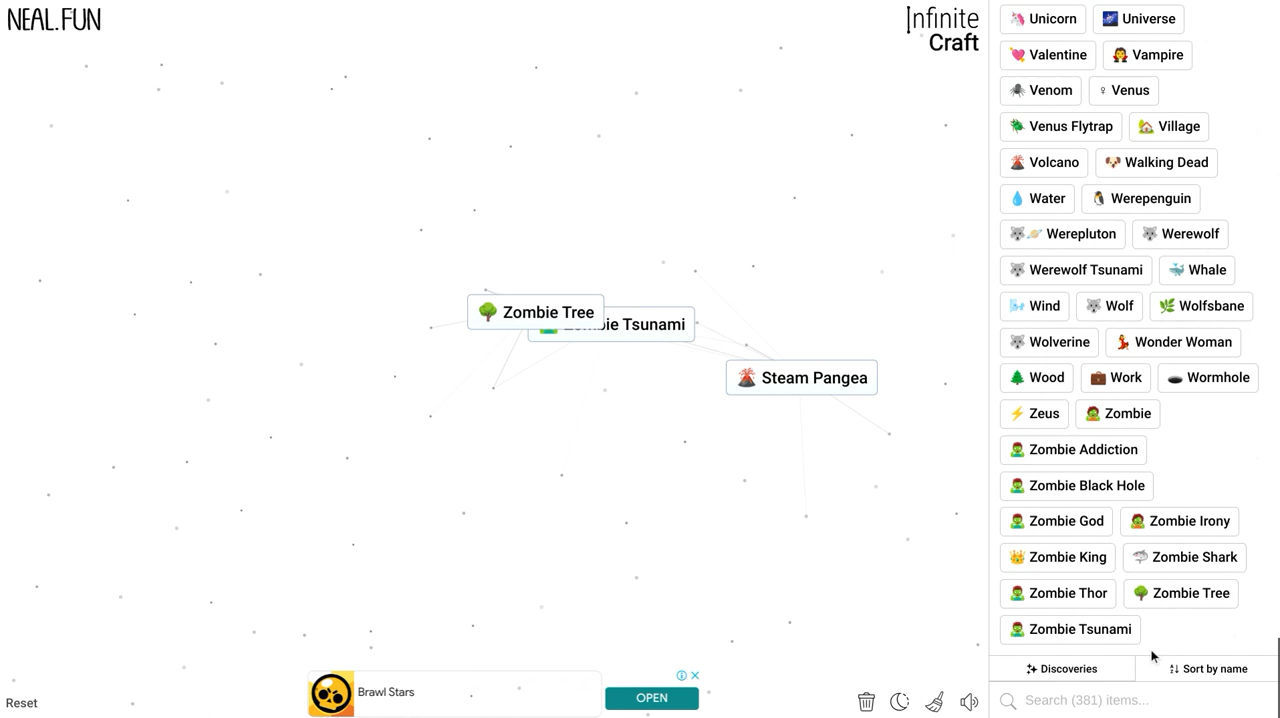 NEAL.FUN
Infinite
Craft
Unicorn Universe
Valentine Vampire
Venom Venus
Venus Flytrap Village
Volcano Walking Dead
Water Werepenguin
Werepluton Werewolf
Werewolf Tsunami Whale
Wind Wolf Wolfsbane
Wolverine Wonder Woman
Wood Work Wormhole
Zeus Zombie
Zombie Addiction
Zombie Black Hole
Zombie God Zombie Irony
Zombie King Zombie Shark
Zombie Thor Zombie Tree
Zombie Tsunami
Zombie Tree
Tsunami
Steam Pangea
Discoveries Sort by name
Search (381) items...
Reset
Brawl Stars
OPEN